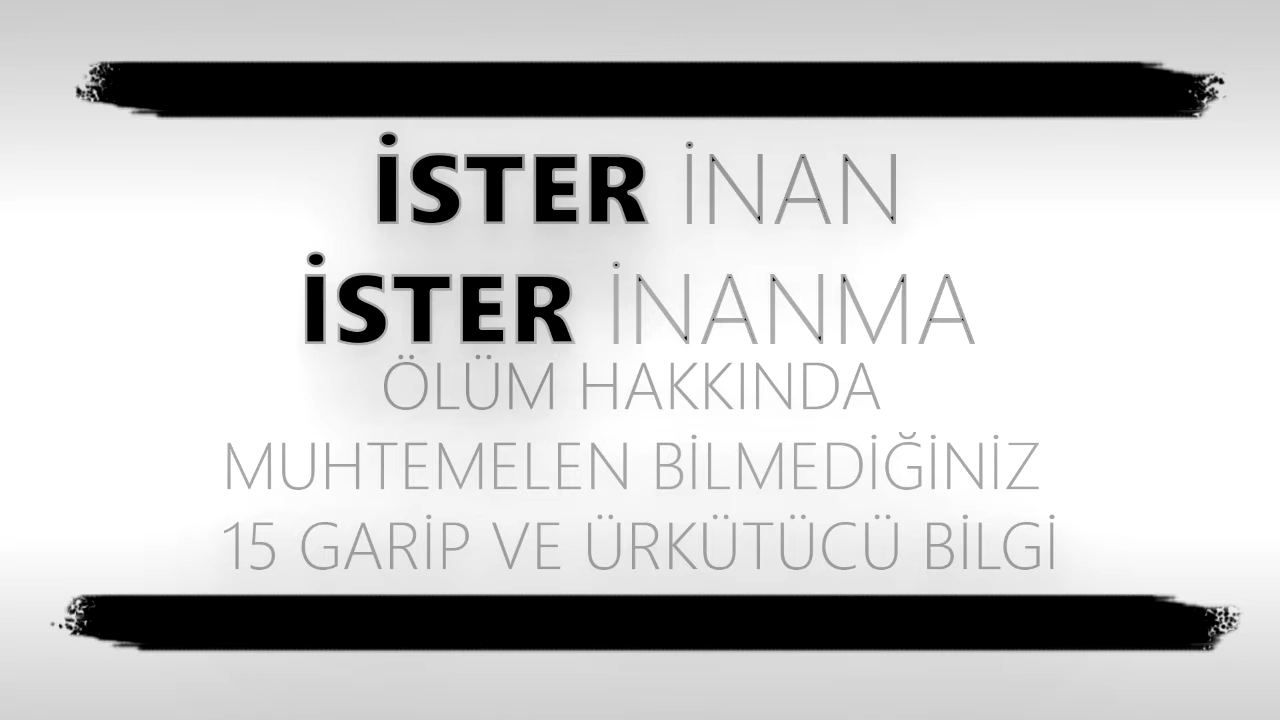 İSTER İNAN
İSTER İNANMA
ÖLÜM HAKKINDA
MUHTEMELEN BİLMEDİĞİNİZ
15 GARİP VE ÜRKÜTÜCÜ BİLGİ